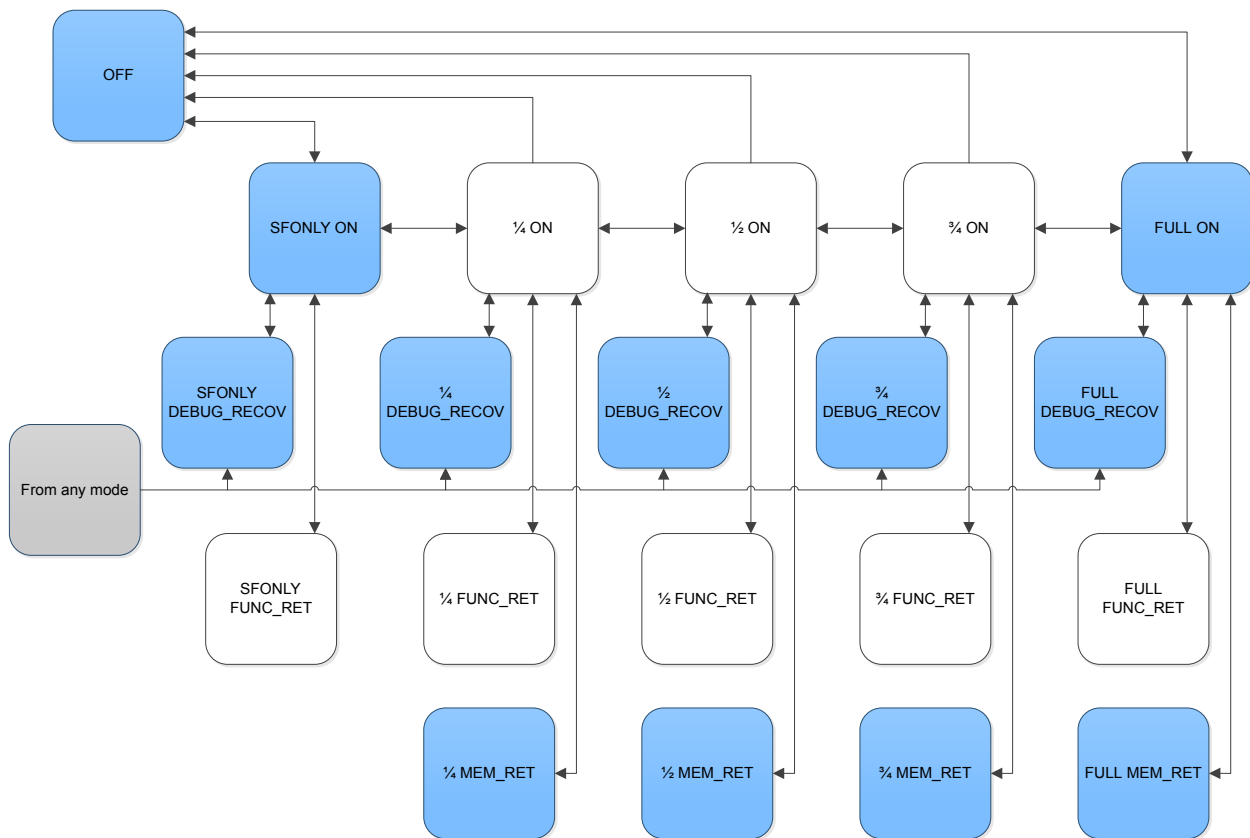 OFF
SFONLY ON
¼ ON
½ ON
¾ ON
FULL ON
SFONLY
DEBUG_RECOV
¼
DEBUG_RECOV
½
DEBUG_RECOV
¾
DEBUG_RECOV
FULL
DEBUG_RECOV
From any mode
SFONLY
FUNC_RET
¼ FUNC_RET
½ FUNC_RET
¾ FUNC_RET
FULL
FUNC_RET
¼ MEM_RET
½ MEM_RET
¾ MEM_RET
FULL MEM_RET